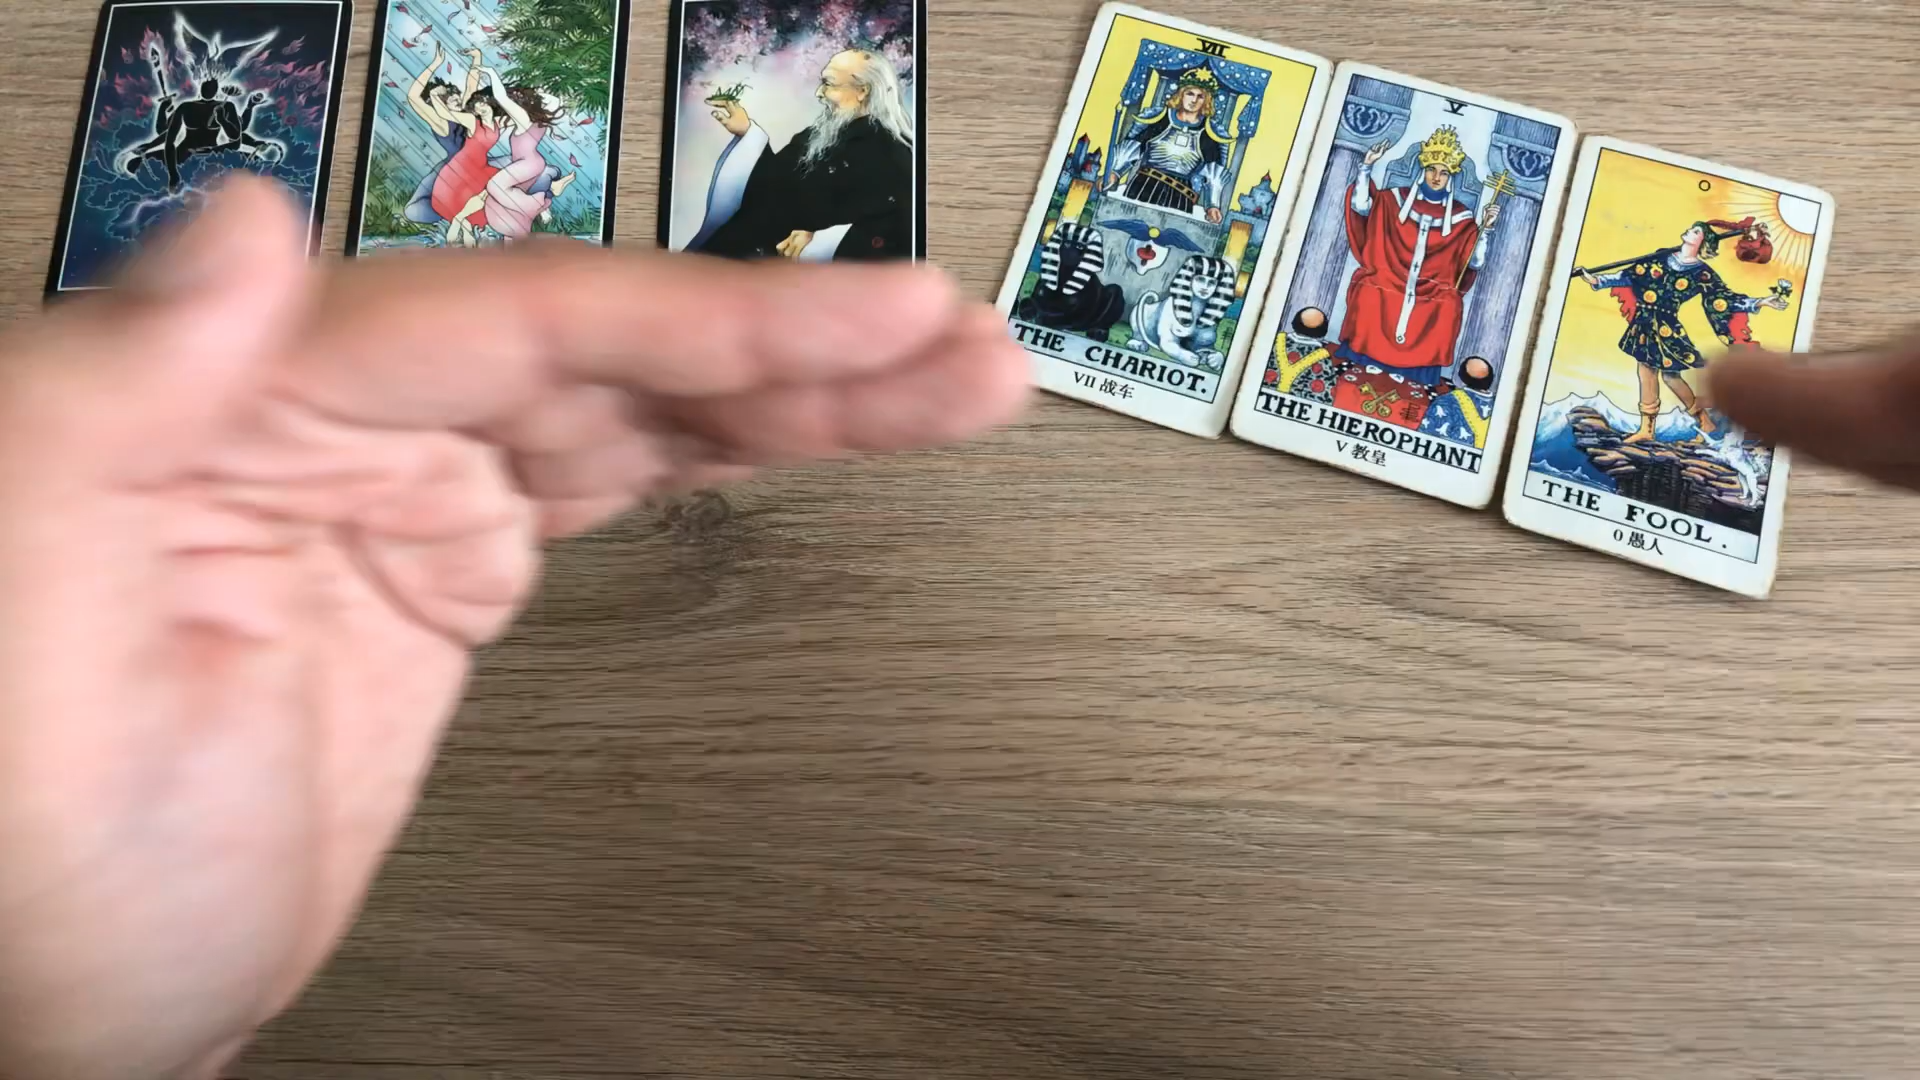 VII
THE CHARIOT.
VII 战车
V
THE HIEROPHANT
V 教皇
0
THE FOOL.
0 愚人